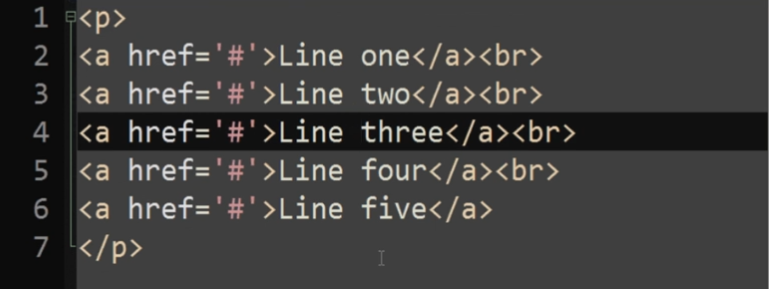 1 <p>
2 <a href='#'>Line one</a><br>
3 <a href='#'>Line two</a><br>
4 <a href='#'>Line three</a><br>
5 <a href='#'>Line four</a><br>
6 <a href='#'>Line five</a>
7 </p>